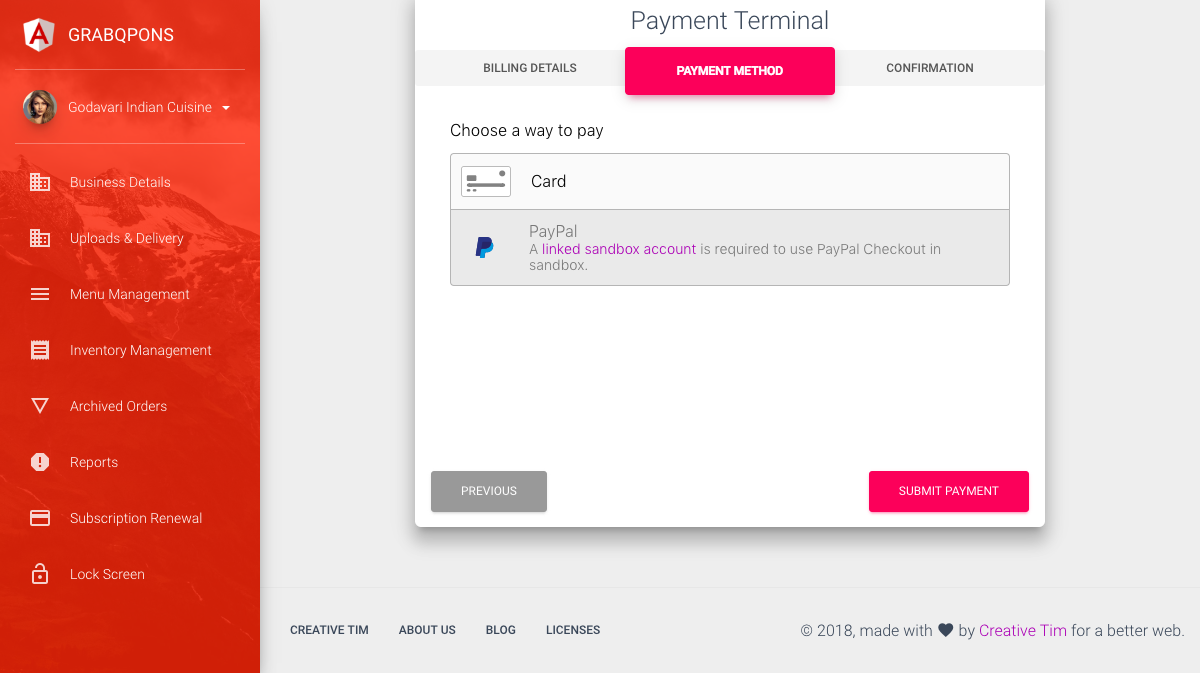 GRABQPONS
Godavari Indian Cuisine
Business Details
Uploads & Delivery
Menu Management
Inventory Management
Archived Orders
Reports
Subscription Renewal
Lock Screen
Payment Terminal
BILLING DETAILS
PAYMENT METHOD
CONFIRMATION
Choose a way to pay
Card
PayPal
A linked sandbox account is required to use PayPal Checkout in
sandbox.
PREVIOUS
SUBMIT PAYMENT
CREATIVE TIM
ABOUT US
BLOG
LICENSES
© 2018, made with ♥ by Creative Tim for a better web.